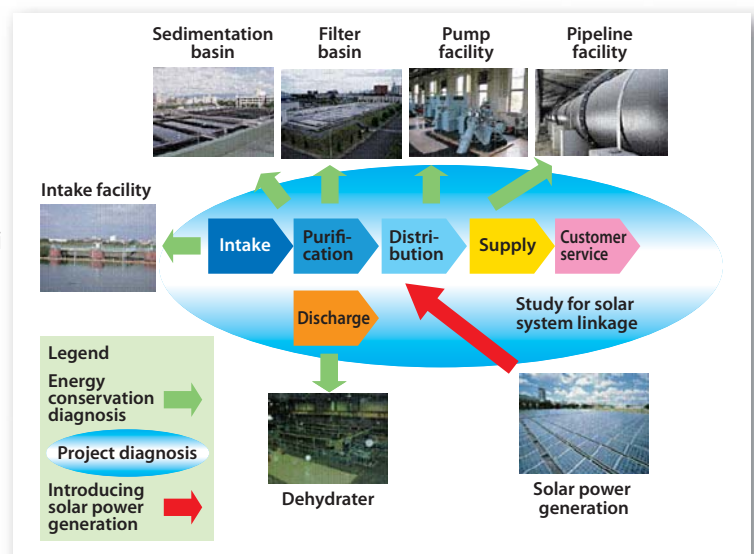 Sedimentation
basin
Filter
basin
Pump
facility
Pipeline
facility
Intake facility
Intake
Purifi-
cation
Distri-
bution
Supply
Customer
service
Discharge
Study for solar
system linkage
Legend
Energy
conservation
diagnosis
Project diagnosis
Introducing
solar power
generation
Dehydrater
Solar power
generation